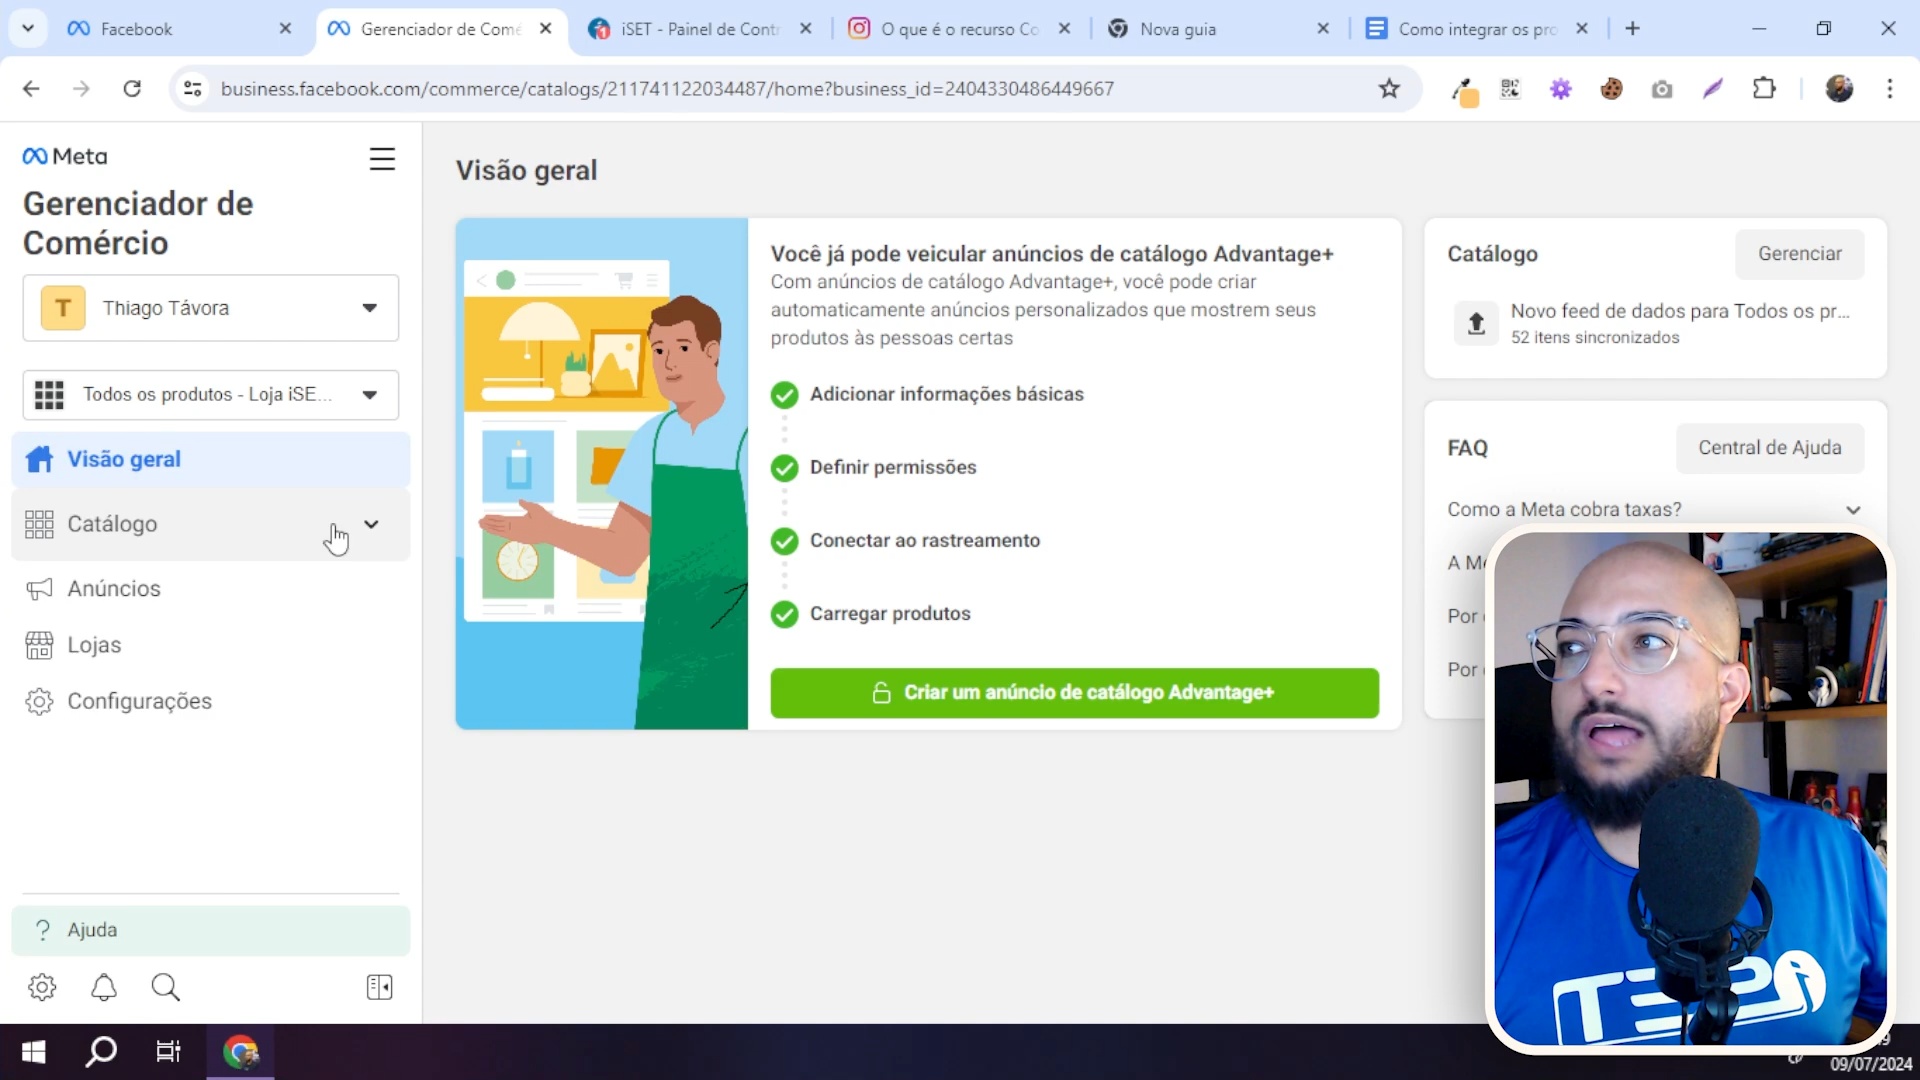 Facebook
Gerenciador de Comé
iSET - Painel de Contr
O que é o recurso Co
Nova guia
Como integrar os pro
business.facebook.com/commerce/catalogs/211741122034487/home?business_id=2404330486449667
Meta
Gerenciador de
Comércio
T
Thiago Távora
Todos os produtos - Loja iSE...
Visão geral
Catálogo
Anúncios
Lojas
Configurações
Ajuda
Visão geral
Você já pode veicular anúncios de catálogo Advantage+
Com anúncios de catálogo Advantage+, você pode criar
automaticamente anúncios personalizados que mostrem seus
produtos às pessoas certas
Adicionar informações básicas
Definir permissões
Conectar ao rastreamento
Carregar produtos
Criar um anúncio de catálogo Advantage+
Catálogo
Gerenciar
Novo feed de dados para Todos os pr...
52 itens sincronizados
FAQ
Central de Ajuda
Como a Meta cobra taxas?
A Me
Por
Por
09/07/2024